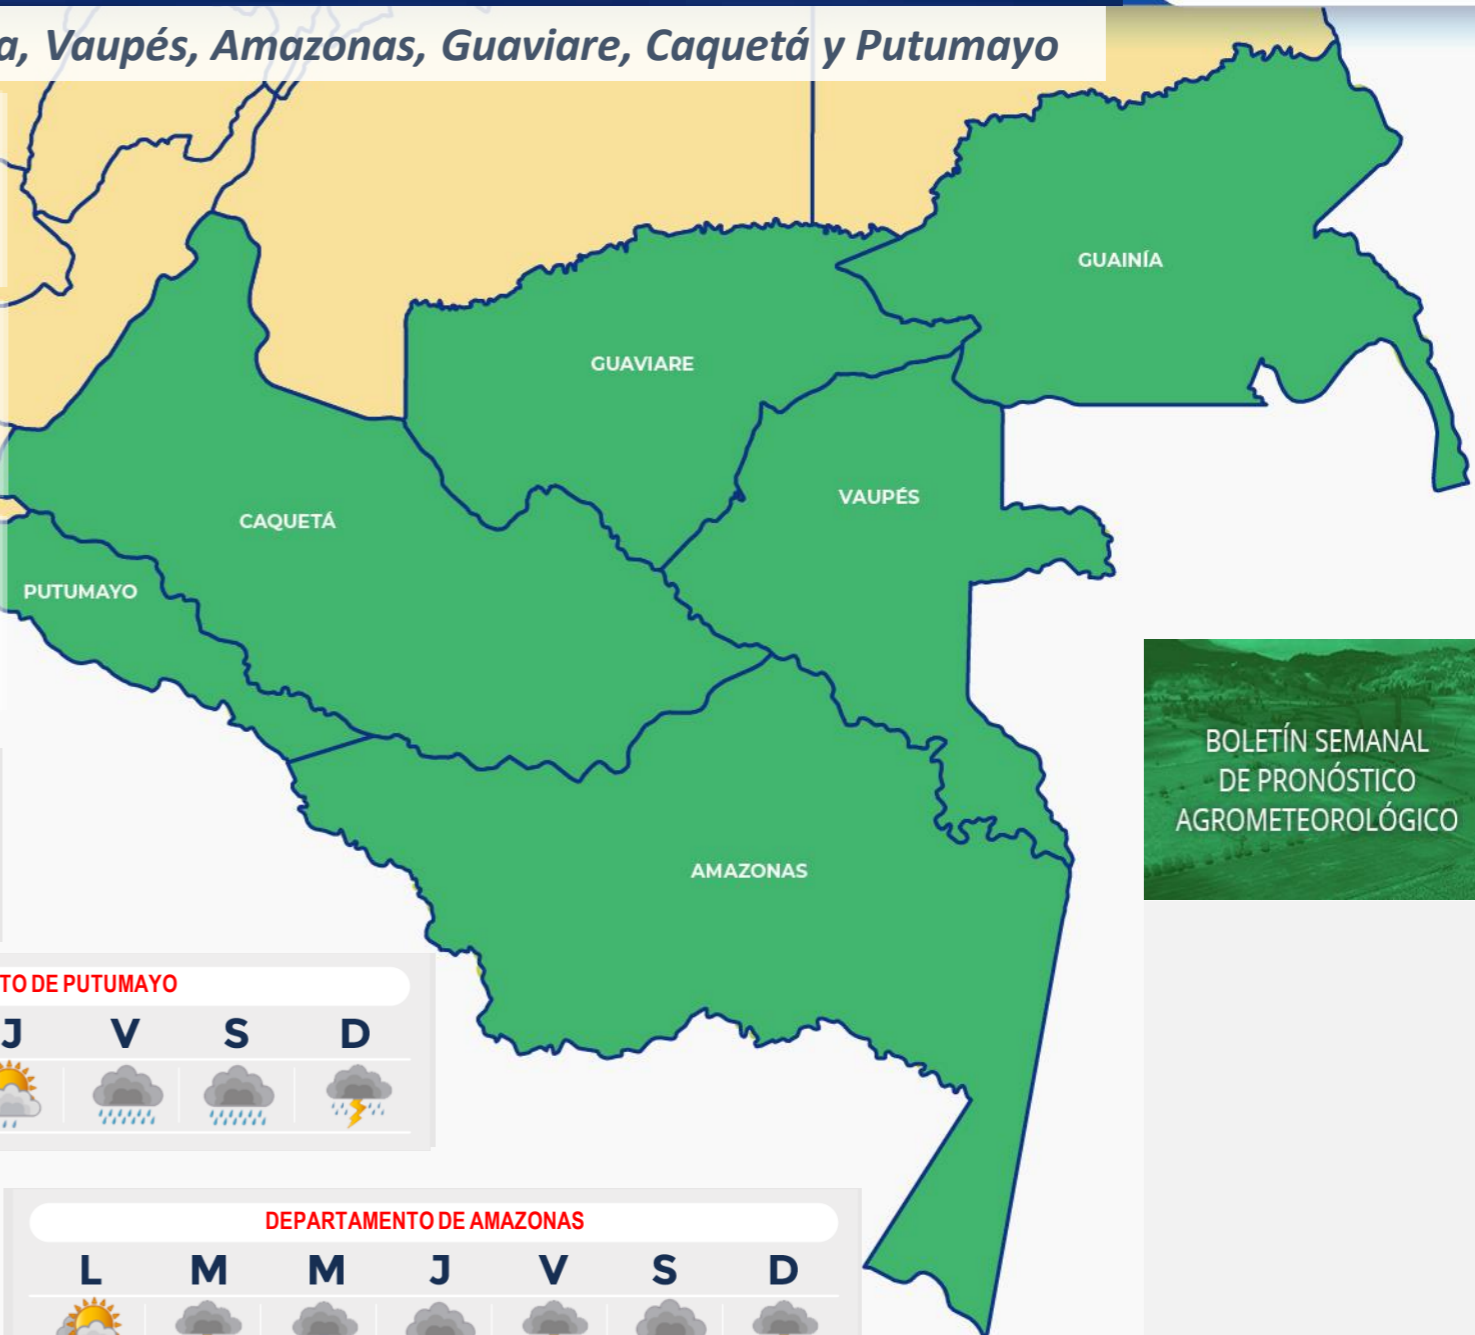 Vaupés, Amazonas, Guaviare, Caquetá y Putumayo
GUAINÍA
GUAVIARE
VAUPÉS
CAQUETÁ
PUTUMAYO
BOLETÍN SEMANAL
DE PRONÓSTICO
AGROMETEOROLÓGICO
AMAZONAS
DE PUTUMAYO
J V S D
DEPARTAMENTO DE AMAZONAS
L M M J V S D